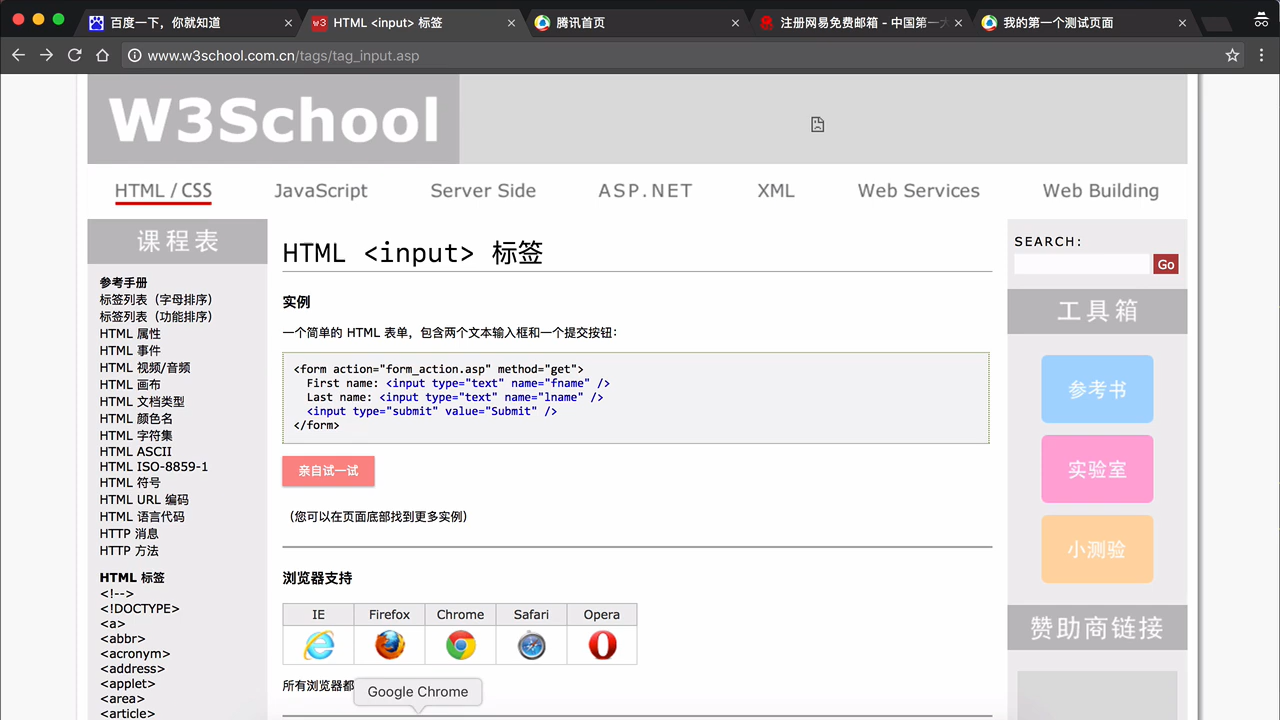 百度一下，你就知道
HTML <input> 标签
腾讯首页
注册网易免费邮箱 - 中国第一大
我的第一个测试页面
www.w3school.com.cn/tags/tag_input.asp
W3School
HTML / CSS
JavaScript
Server Side
ASP.NET
XML
Web Services
Web Building
课程表
参考手册
标签列表（字母排序）
标签列表（功能排序）
HTML 属性
HTML 事件
HTML 视频/音频
HTML 画布
HTML 文档类型
HTML 颜色名
HTML 字符集
HTML ASCII
HTML ISO-8859-1
HTML 符号
HTML URL 编码
HTML 语言代码
HTTP 消息
HTTP 方法
HTML 标签
<!-->
<!DOCTYPE>
<a>
<abbr>
<acronym>
<address>
<applet>
<area>
<article>
HTML <input> 标签
实例
一个简单的 HTML 表单，包含两个文本输入框和一个提交按钮：
<form action="form_action.asp" method="get">
First name: <input type="text" name="fname" />
Last name: <input type="text" name="lname" />
<input type="submit" value="Submit" />
</form>
亲自试一试
（您可以在页面底部找到更多实例）
浏览器支持
IE Firefox Chrome Safari Opera
所有浏览器都
Google Chrome
SEARCH:
Go
工具箱
参考书
实验室
小测验
赞助商链接